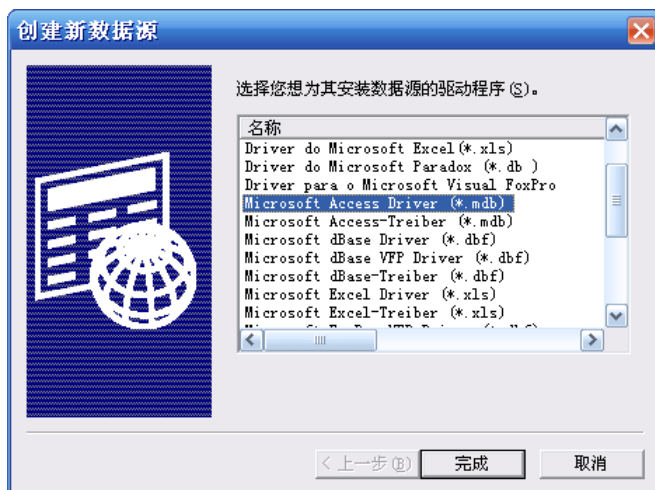 创建新数据源
选择您想为其安装数据源的驱动程序(S)。
名称
Driver do Microsoft Excel(*.xls)
Driver do Microsoft Paradox (*.db )
Driver para o Microsoft Visual FoxPro
Microsoft Access Driver (*.mdb)
Microsoft Access-Treiber (*.mdb)
Microsoft dBase Driver (*.dbf)
Microsoft dBase VFP Driver (*.dbf)
Microsoft dBase-Treiber (*.dbf)
Microsoft Excel Driver (*.xls)
Microsoft Excel-Treiber (*.xls)
<上一步(B) 完成 取消